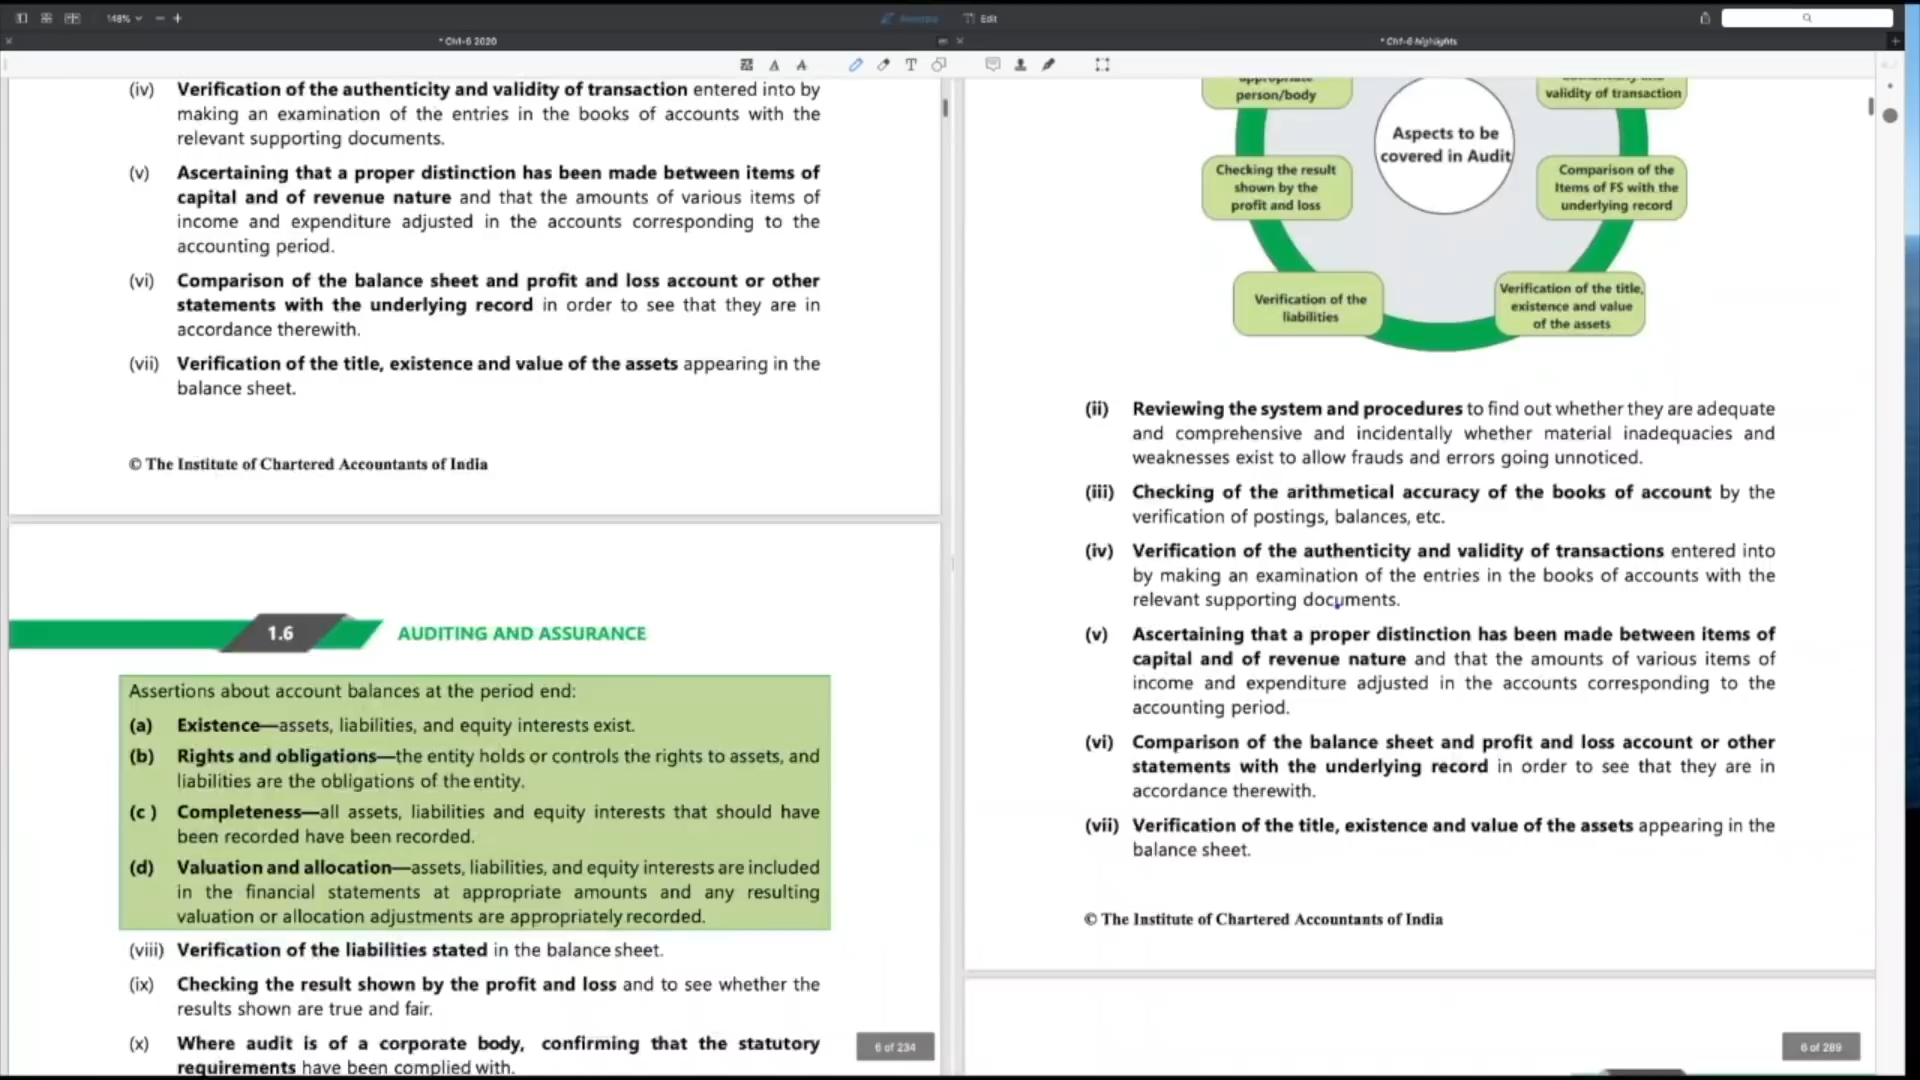 148%
Edit
* Ch1-6 2020
* Ch1-6 highlights
(iv) Verification of the authenticity and validity of transaction entered into by
making an examination of the entries in the books of accounts with the
relevant supporting documents.
(v) Ascertaining that a proper distinction has been made between items of
capital and of revenue nature and that the amounts of various items of
income and expenditure adjusted in the accounts corresponding to the
accounting period.
(vi) Comparison of the balance sheet and profit and loss account or other
statements with the underlying record in order to see that they are in
accordance therewith.
(vii) Verification of the title, existence and value of the assets appearing in the
balance sheet.
© The Institute of Chartered Accountants of India
1.6 AUDITING AND ASSURANCE
Assertions about account balances at the period end:
(a) Existence—assets, liabilities, and equity interests exist.
(b) Rights and obligations—the entity holds or controls the rights to assets, and
liabilities are the obligations of the entity.
(c ) Completeness—all assets, liabilities and equity interests that should have
been recorded have been recorded.
(d) Valuation and allocation—assets, liabilities, and equity interests are included
in the financial statements at appropriate amounts and any resulting
valuation or allocation adjustments are appropriately recorded.
(viii) Verification of the liabilities stated in the balance sheet.
(ix) Checking the result shown by the profit and loss and to see whether the
results shown are true and fair.
(x) Where audit is of a corporate body, confirming that the statutory
requirements have been complied with.
6 of 234
appropriate
person/body
validity of transaction
Aspects to be
covered in Audit
Checking the result
shown by the
profit and loss
Comparison of the
Items of FS with the
underlying record
Verification of the
liabilities
Verification of the title,
existence and value
of the assets
(ii) Reviewing the system and procedures to find out whether they are adequate
and comprehensive and incidentally whether material inadequacies and
weaknesses exist to allow frauds and errors going unnoticed.
(iii) Checking of the arithmetical accuracy of the books of account by the
verification of postings, balances, etc.
(iv) Verification of the authenticity and validity of transactions entered into
by making an examination of the entries in the books of accounts with the
relevant supporting documents.
(v) Ascertaining that a proper distinction has been made between items of
capital and of revenue nature and that the amounts of various items of
income and expenditure adjusted in the accounts corresponding to the
accounting period.
(vi) Comparison of the balance sheet and profit and loss account or other
statements with the underlying record in order to see that they are in
accordance therewith.
(vii) Verification of the title, existence and value of the assets appearing in the
balance sheet.
© The Institute of Chartered Accountants of India
6 of 289